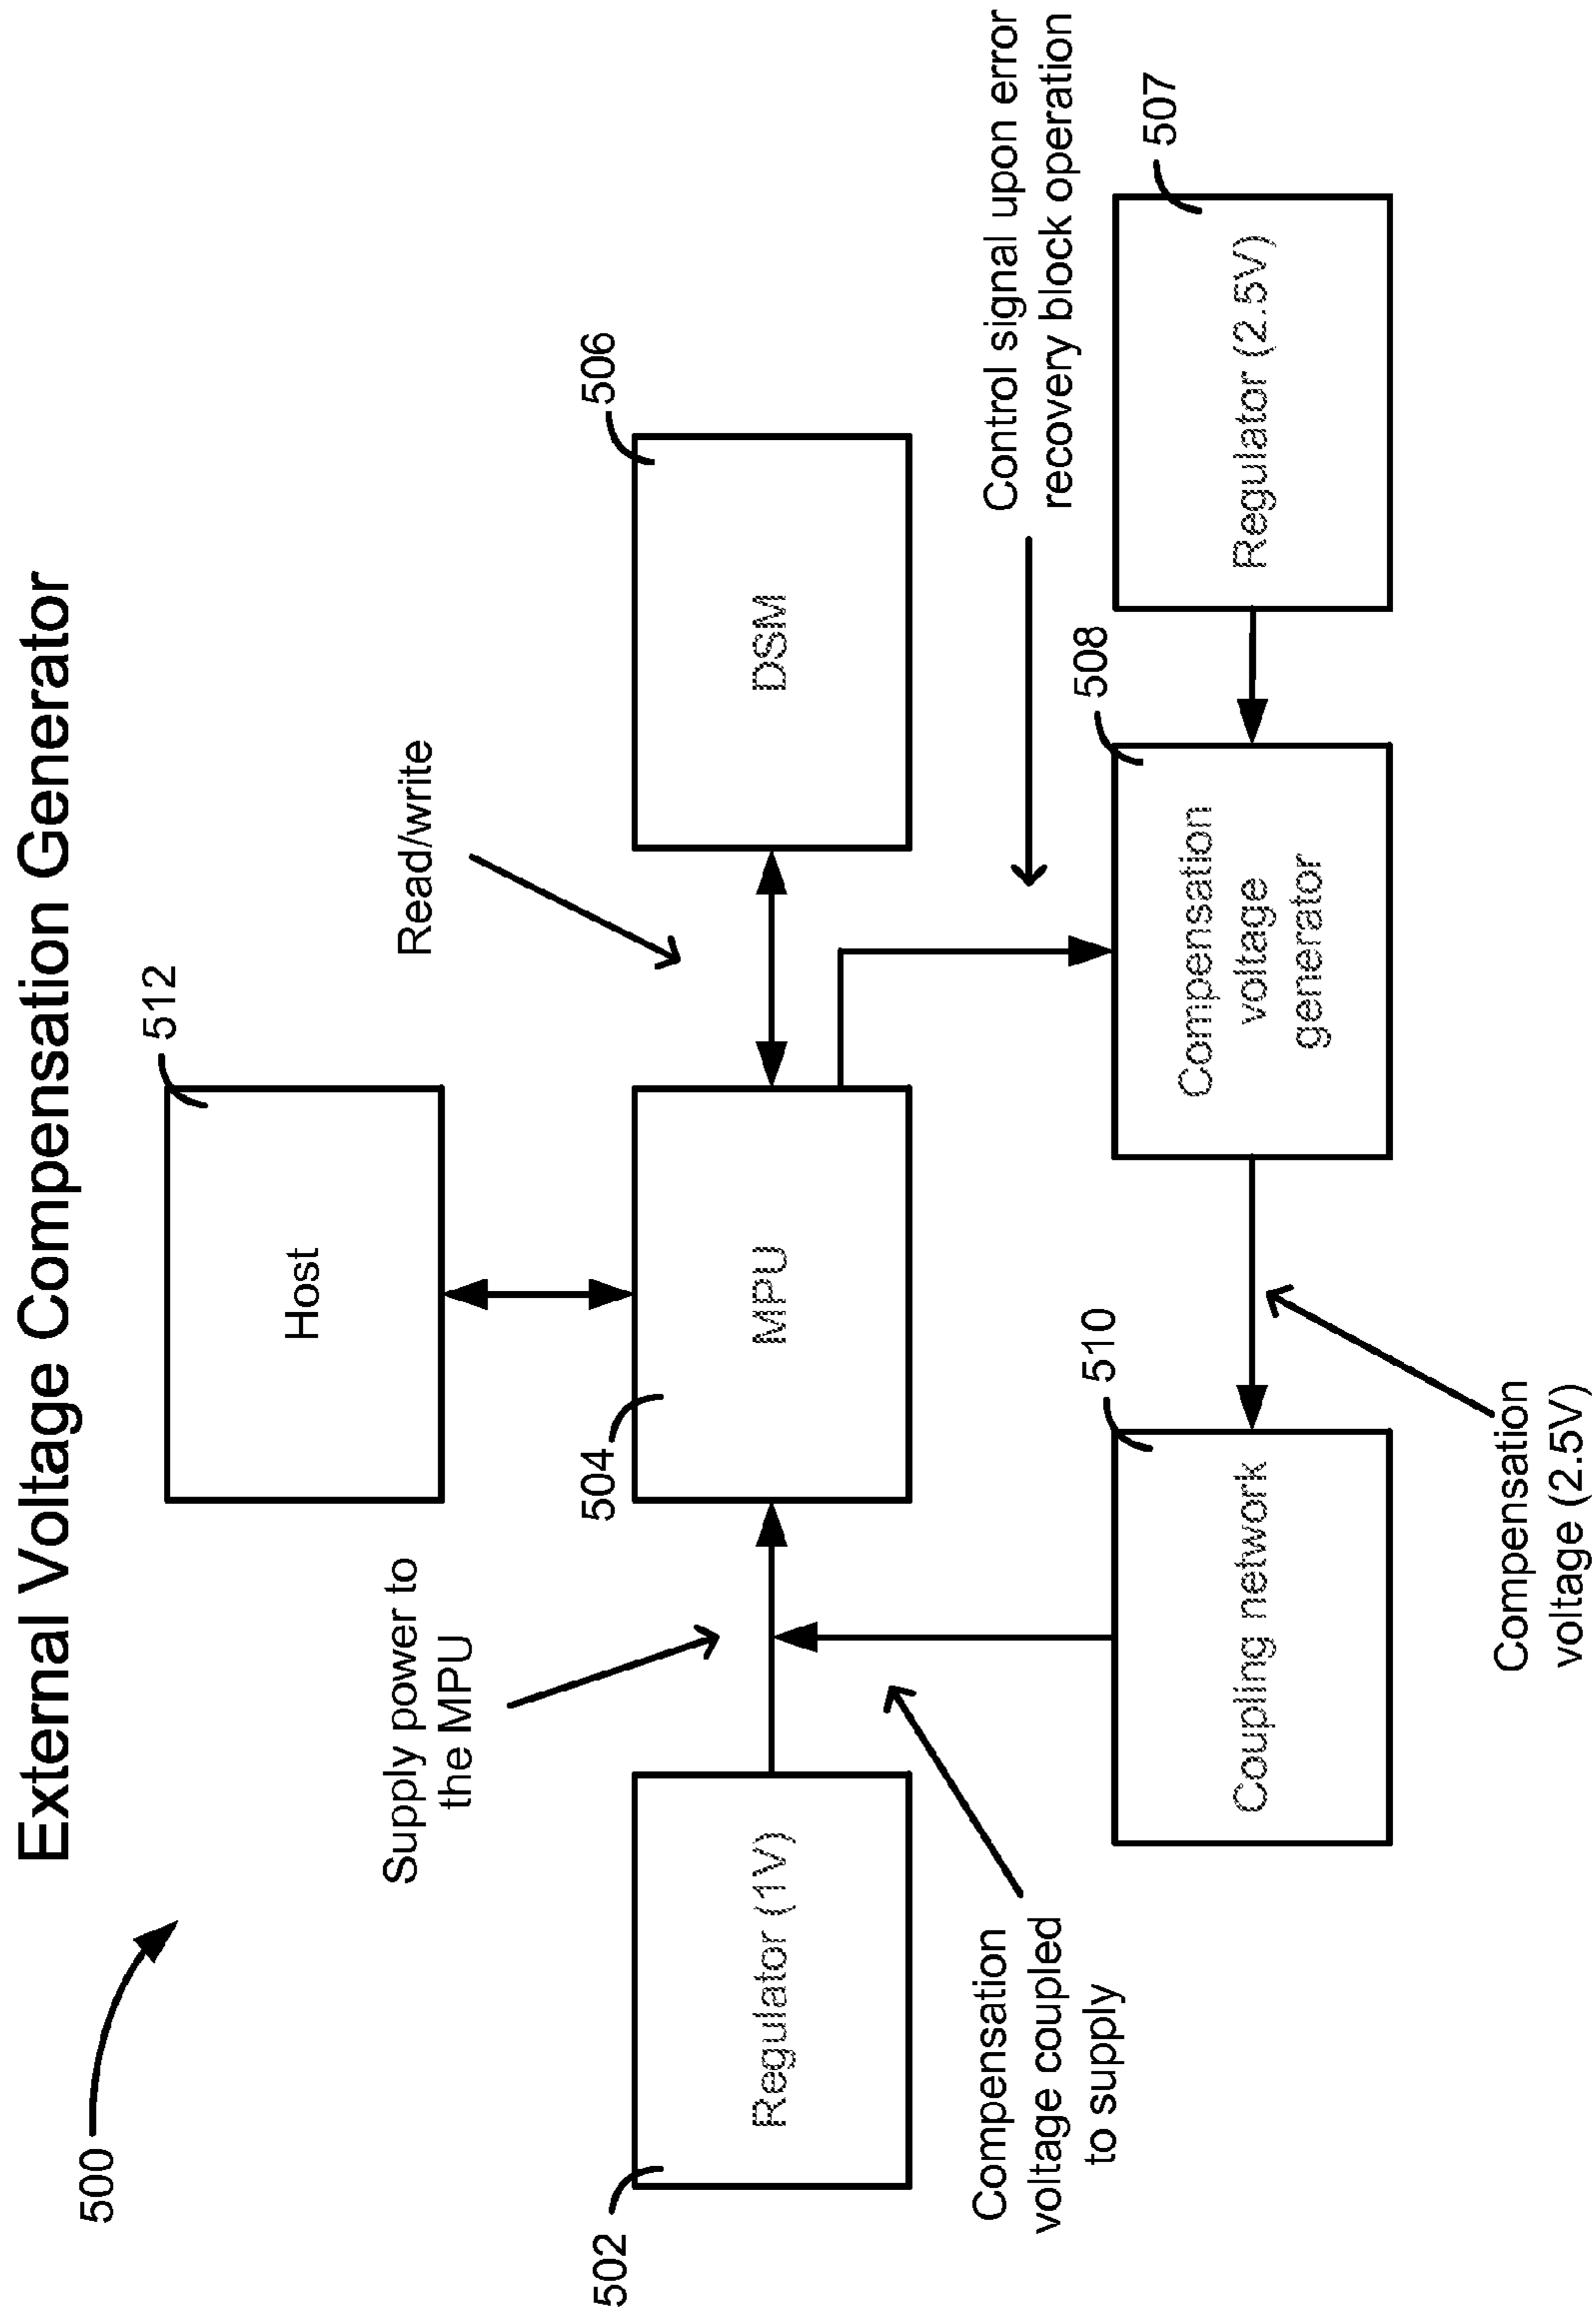 External Voltage Compensation Generator
500
512
Host
Supply power to
the MPU
Read/write
502
Regulator (1V)
504
MPU
506
DSM
Compensation
voltage coupled
to supply
Control signal upon error
recovery block operation
510
Coupling network
508
Compensation
voltage
generator
507
Regulator (2.5V)
Compensation
voltage (2.5V)